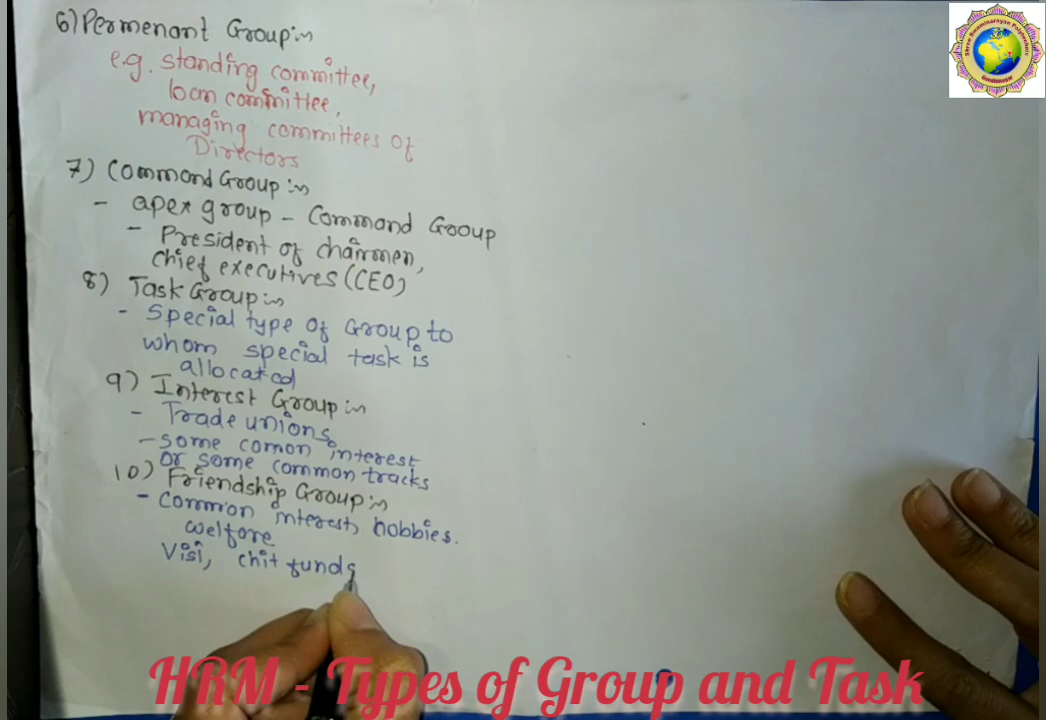 6) Permenant Group:~
e.g. standing committee,
loan committee,
managing committees of
Directors
7) Command Group:~
- apex group - Command Group
- President of chairmen,
chief executives (CEO)
8) Task Group:~
- special type of Group to
whom special task is
allocated
9) Interest Group:~
- Trade unions
- some comon interest
or some common tracks
10) Friendship Group:~
- common interest, hobbies.
welfare
Visi, chit funds
HRM - Types of Group and Task